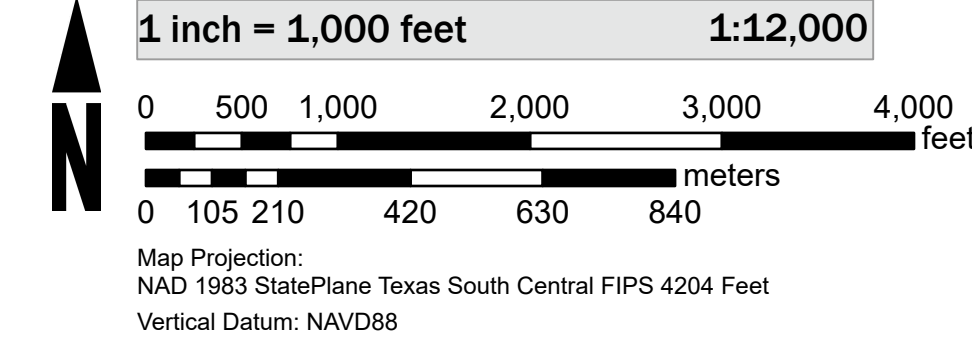 1 inch = 1,000 feet 1:12,000
0 500 1,000 2,000 3,000 4,000
feet
meters
0 105 210 420 630 840
N
Map Projection:
NAD 1983 StatePlane Texas South Central FIPS 4204 Feet
Vertical Datum: NAVD88